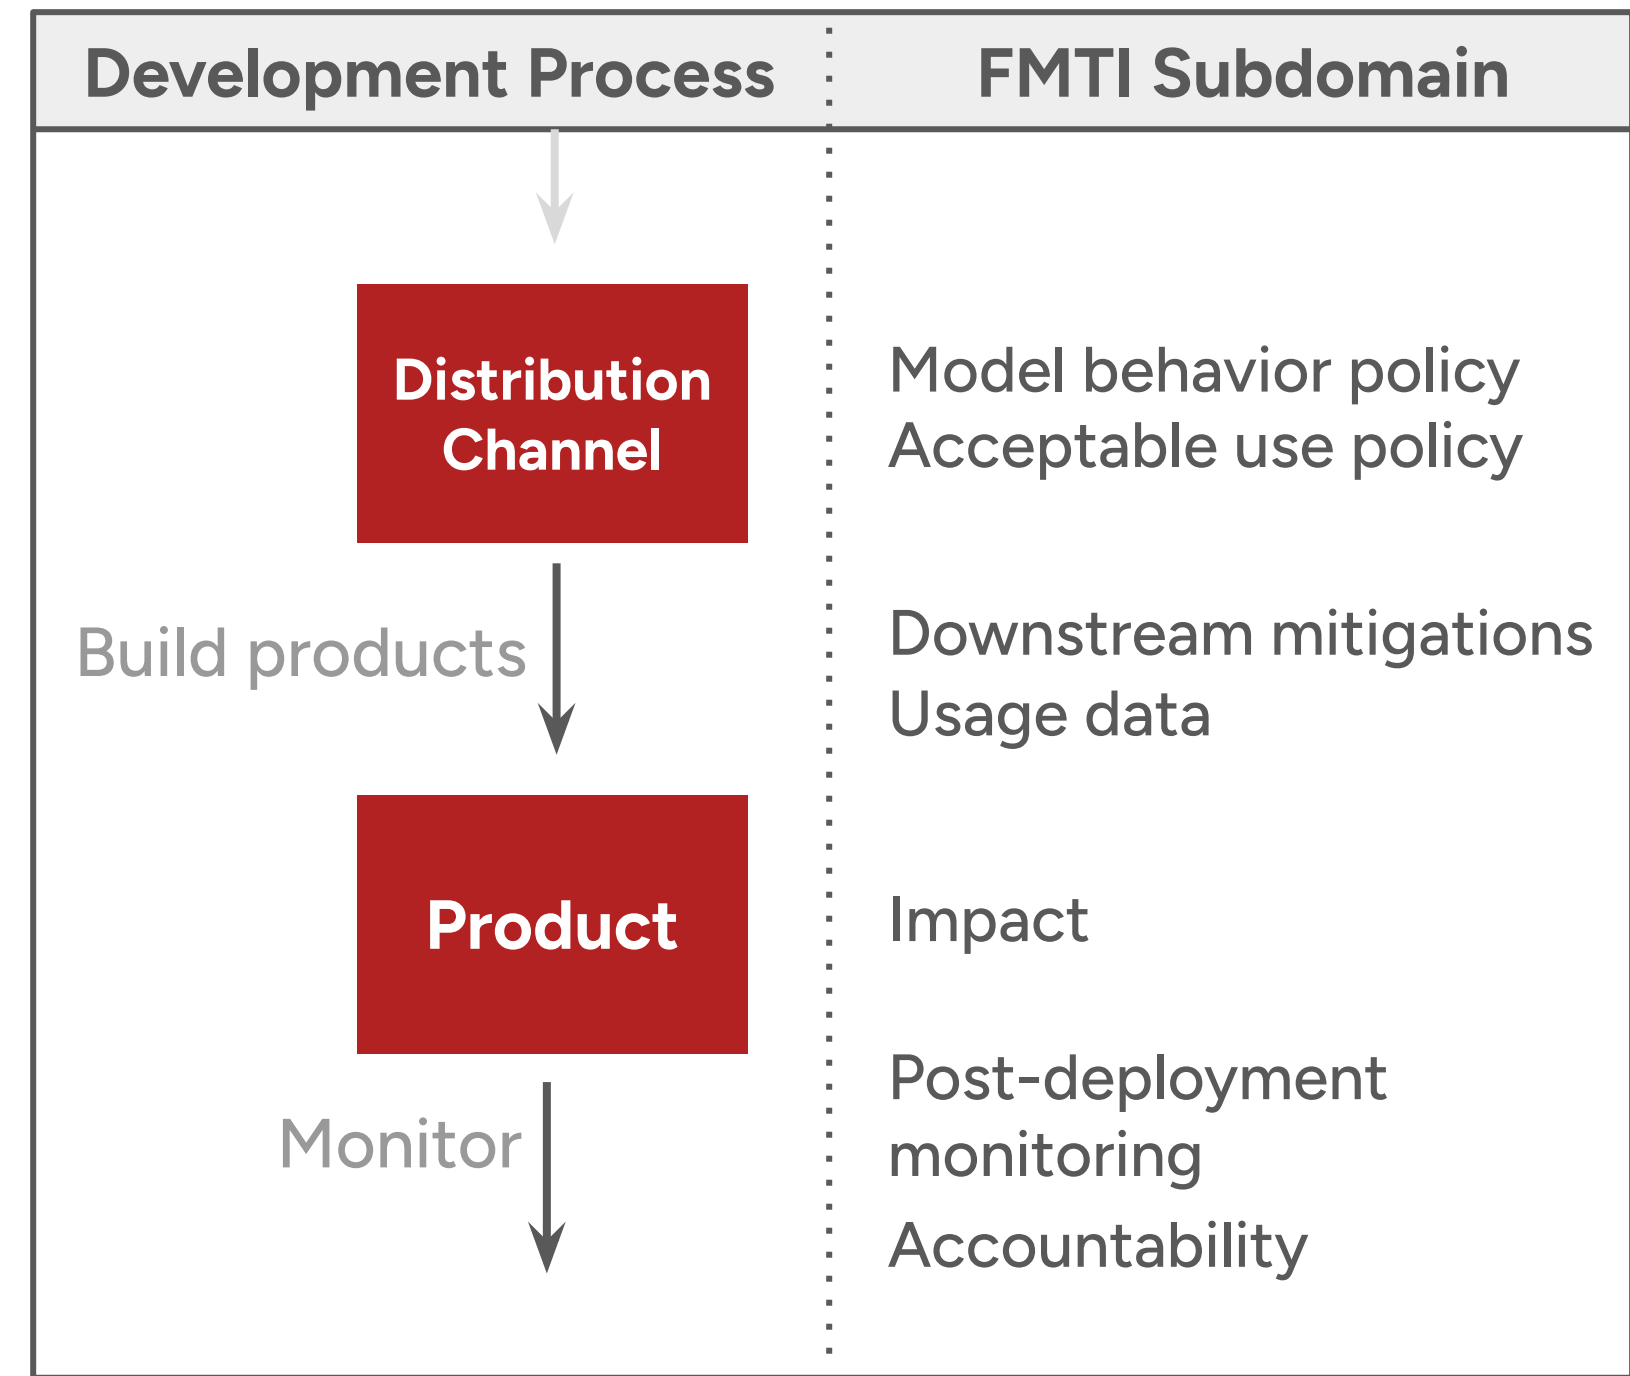 Development Process
FMTI Subdomain
Distribution
Channel
Model behavior policy
Acceptable use policy
Build products
Downstream mitigations
Usage data
Product
Impact
Monitor
Post-deployment
monitoring
Accountability